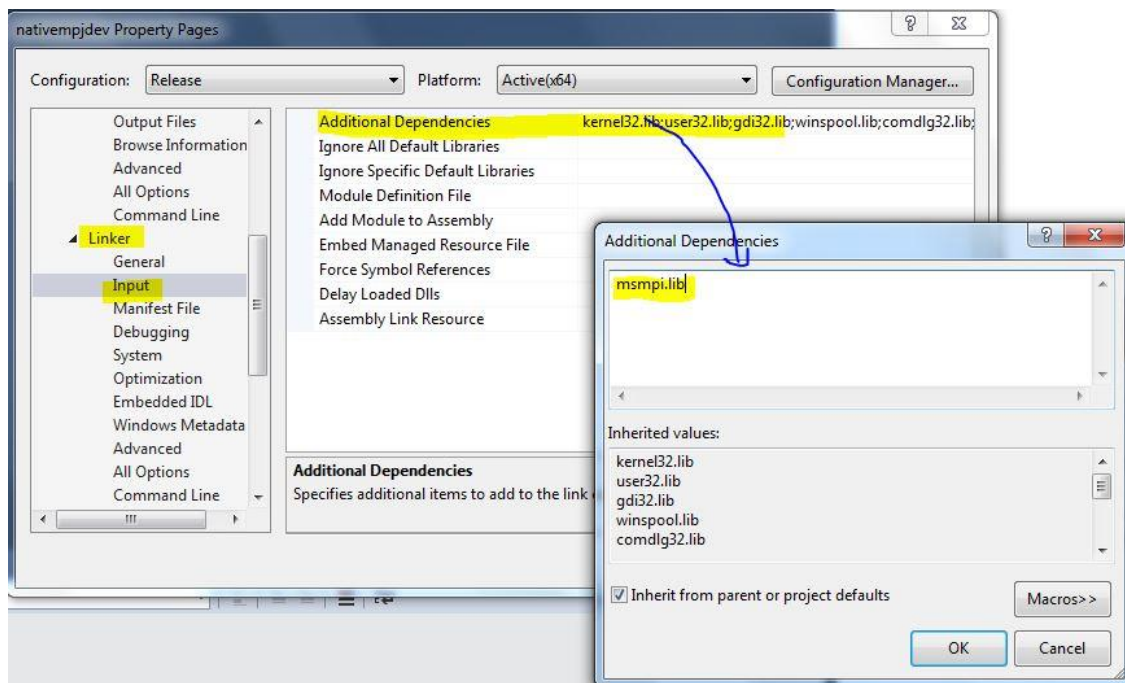 nativempjdev Property Pages
Configuration: Release Platform: Active(x64) Configuration Manager...
Output Files
Browse Information
Advanced
All Options
Command Line
Linker
General
Input
Manifest File
Debugging
System
Optimization
Embedded IDL
Windows Metadata
Advanced
All Options
Command Line
Additional Dependencies kernel32.lib;user32.lib;gdi32.lib;winspool.lib;comdlg32.lib;
Ignore All Default Libraries
Ignore Specific Default Libraries
Module Definition File
Add Module to Assembly
Embed Managed Resource File
Force Symbol References
Delay Loaded Dlls
Assembly Link Resource
Additional Dependencies
Specifies additional items to add to the link
Additional Dependencies
msmpi.lib
Inherited values:
kernel32.lib
user32.lib
gdi32.lib
winspool.lib
comdlg32.lib
Inherit from parent or project defaults
Macros>>
OK Cancel